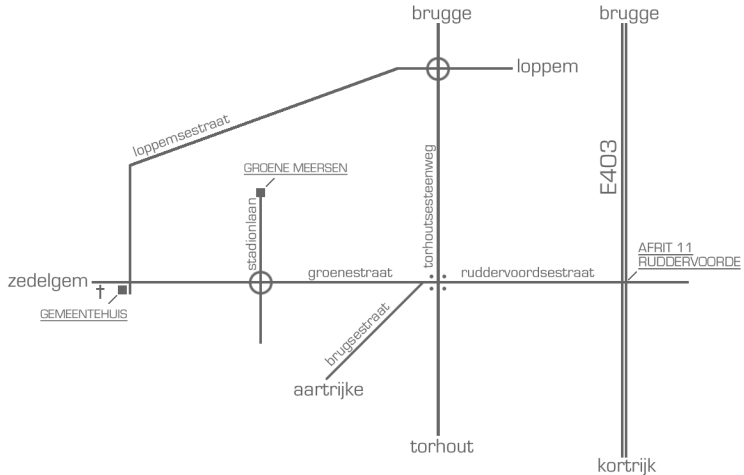 brugge
brugge
loppem
loppemsestraat
torhoutsesteenweg
E403
GROENE MEERSEN
stadionlaan
AFRIT 11
RUDDERVOORDE
zedelgem
groenestraat
ruddervoordsestraat
GEMEENTEHUIS
brugsestraat
aartrijke
torhout
kortrijk